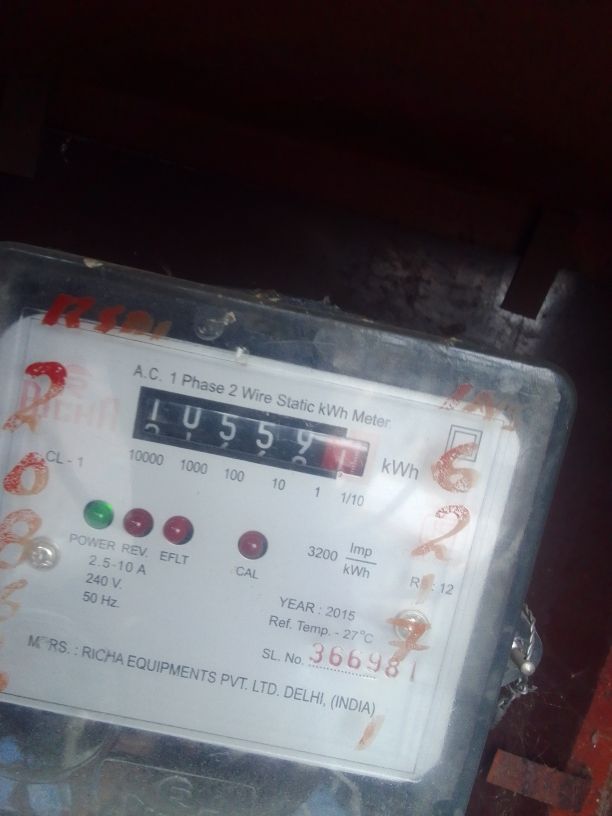 RICHA
A.C. 1 Phase 2 Wire Static kWh Meter
10559 1 kWh
CL - 1 10000 1000 100 10 1 1/10
POWER REV. EFLT CAL
3200 Imp/kWh
2.5-10 A
240 V.
50 Hz.
YEAR : 2015
Ref. Temp. - 27°C
SL. No. 366981
RICHA EQUIPMENTS PVT. LTD. DELHI, (INDIA)